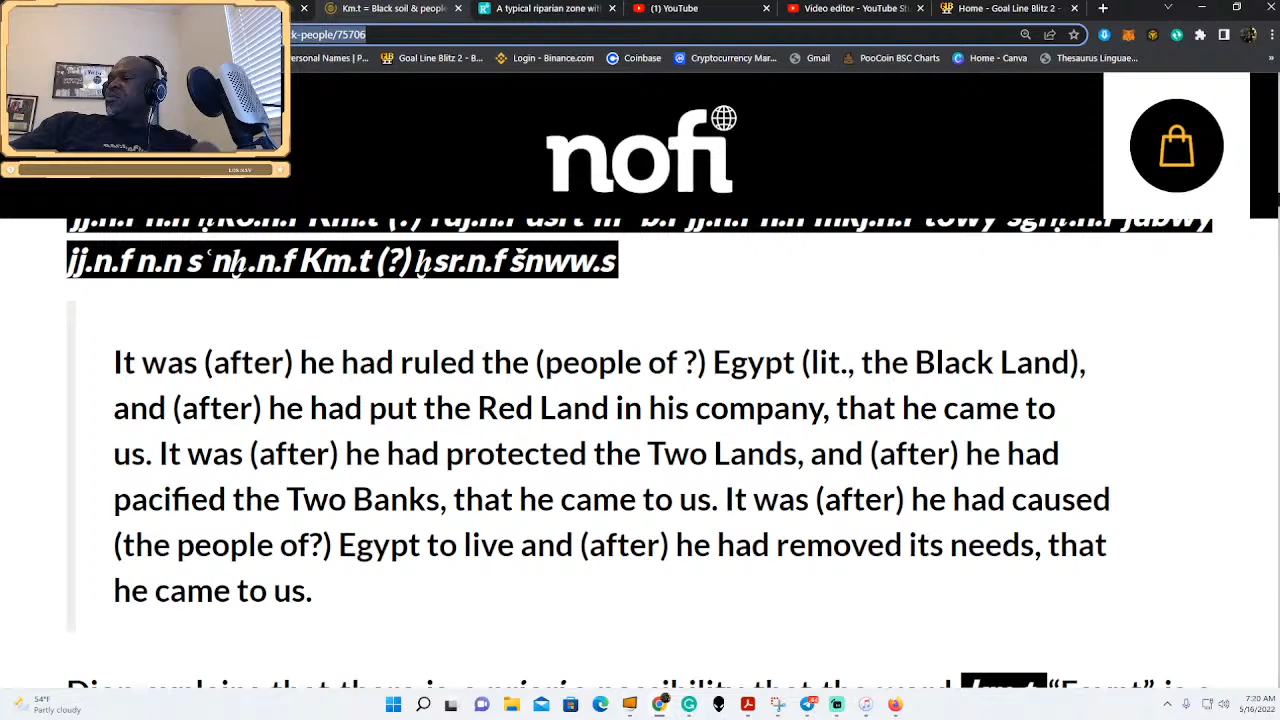 Km.t = Black soil & people
A typical riparian zone with
(1) YouTube
Video editor - YouTube St
Home - Goal Line Blitz 2 -
k-people/75706
ersonal Names | P...
Goal Line Blitz 2 - B...
Login - Binance.com
Coinbase
Cryptocurrency Mar...
Gmail
PooCoin BSC Charts
Home - Canva
Thesaurus Linguae...
nofi
jj.n.f n.n sʿnḫ.n.f Km.t (?) ḫsr.n.f šnww.s
It was (after) he had ruled the (people of ?) Egypt (lit., the Black Land),
and (after) he had put the Red Land in his company, that he came to
us. It was (after) he had protected the Two Lands, and (after) he had
pacified the Two Banks, that he came to us. It was (after) he had caused
(the people of?) Egypt to live and (after) he had removed its needs, that
he came to us.
54°F
Partly cloudy
7:20 AM
5/16/2022